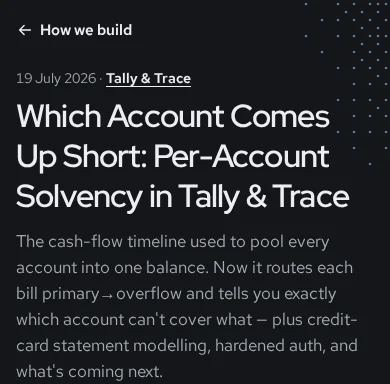 ← How we build
19 July 2026 · Tally & Trace
Which Account Comes
Up Short: Per-Account
Solvency in Tally & Trace
The cash-flow timeline used to pool every
account into one balance. Now it routes each
bill primary→overflow and tells you exactly
which account can't cover what — plus credit-
card statement modelling, hardened auth, and
what's coming next.